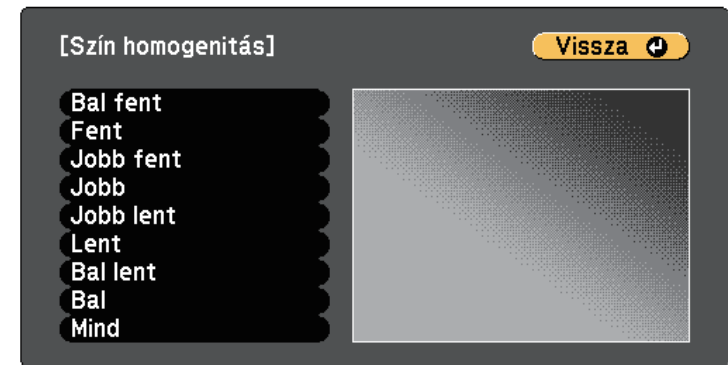 [Szín homogenitás]
Vissza
Bal fent
Fent
Jobb fent
Jobb
Jobb lent
Lent
Bal lent
Bal
Mind